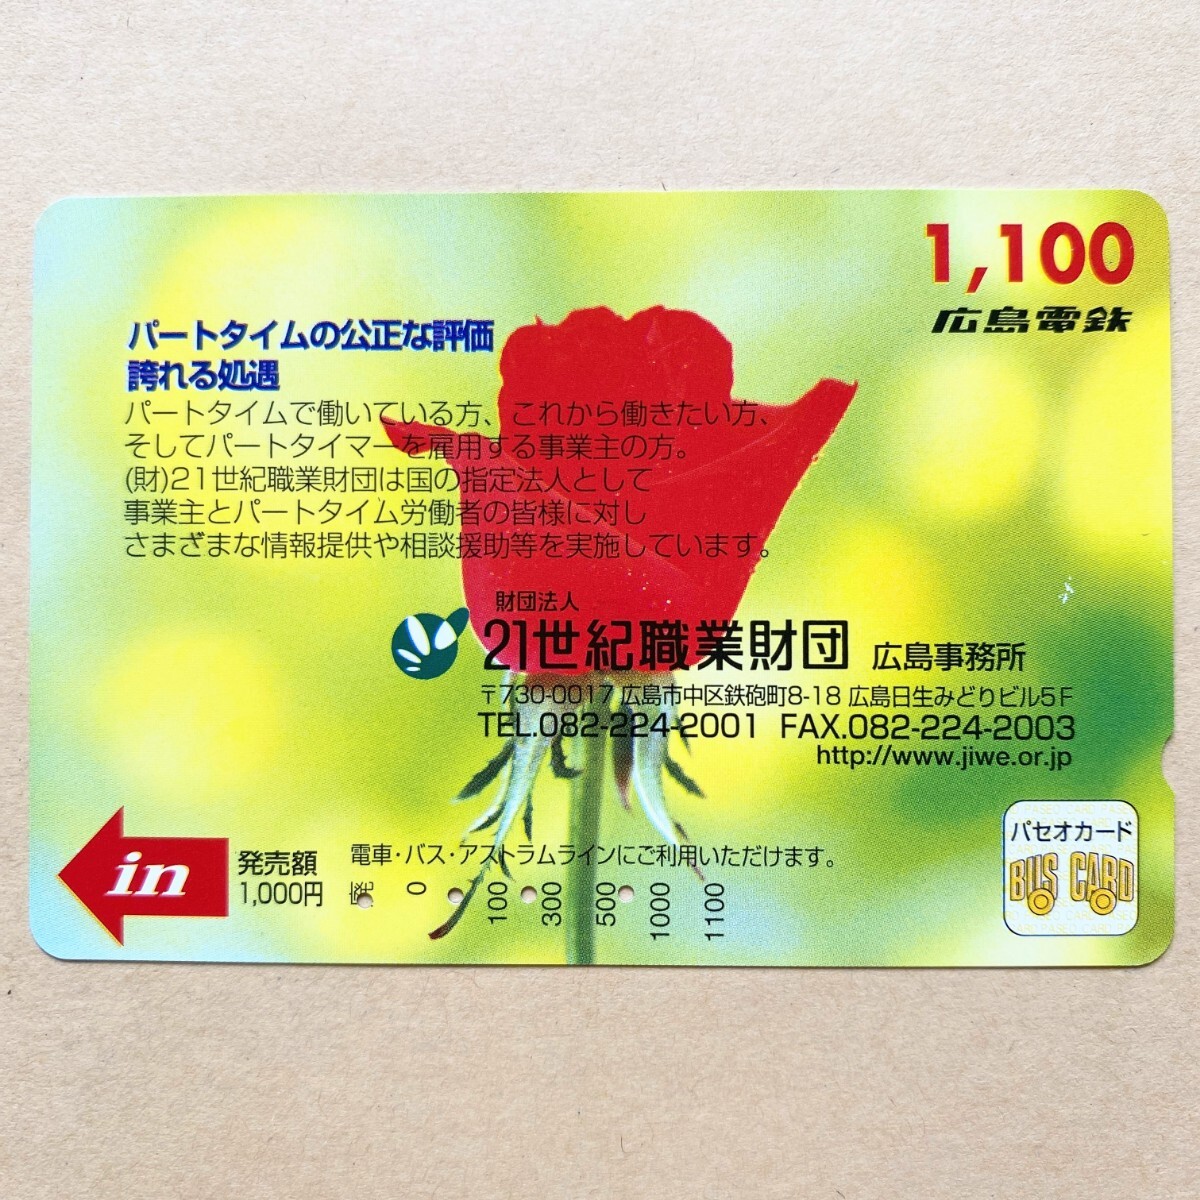 1,100
広島電鉄
パートタイムの公正な評価
誇れる処遇
パートタイムで働いている方、これから働きたい方、
そしてパートタイマーを雇用する事業主の方。
(財)21世紀職業財団は国の指定法人として
事業主とパートタイム労働者の皆様に対し
さまざまな情報提供や相談援助等を実施しています。
財団法人
21世紀職業財団 広島事務所
〒730-0017 広島市中区鉄砲町8-18 広島日生みどりビル5F
TEL.082-224-2001 FAX.082-224-2003
http://www.jiwe.or.jp
in
発売額
1,000円
電車・バス・アストラムラインにご利用いただけます。
0 100 300 500 1000 1100
パセオカード
BUS CARD